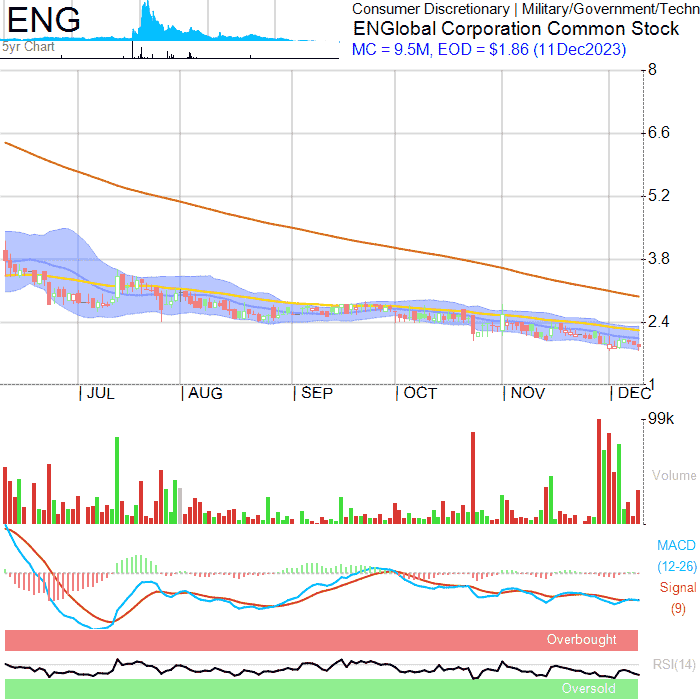 ENG
5yr Chart
Consumer Discretionary | Military/Government/Techn
ENGlobal Corporation Common Stock
MC = 9.5M, EOD = $1.86 (11Dec2023)
8
6.6
5.2
3.8
2.4
1
JUL AUG SEP OCT NOV DEC
99k
Volume
MACD
(12-26)
Signal
(9)
Overbought
RSI(14)
Oversold